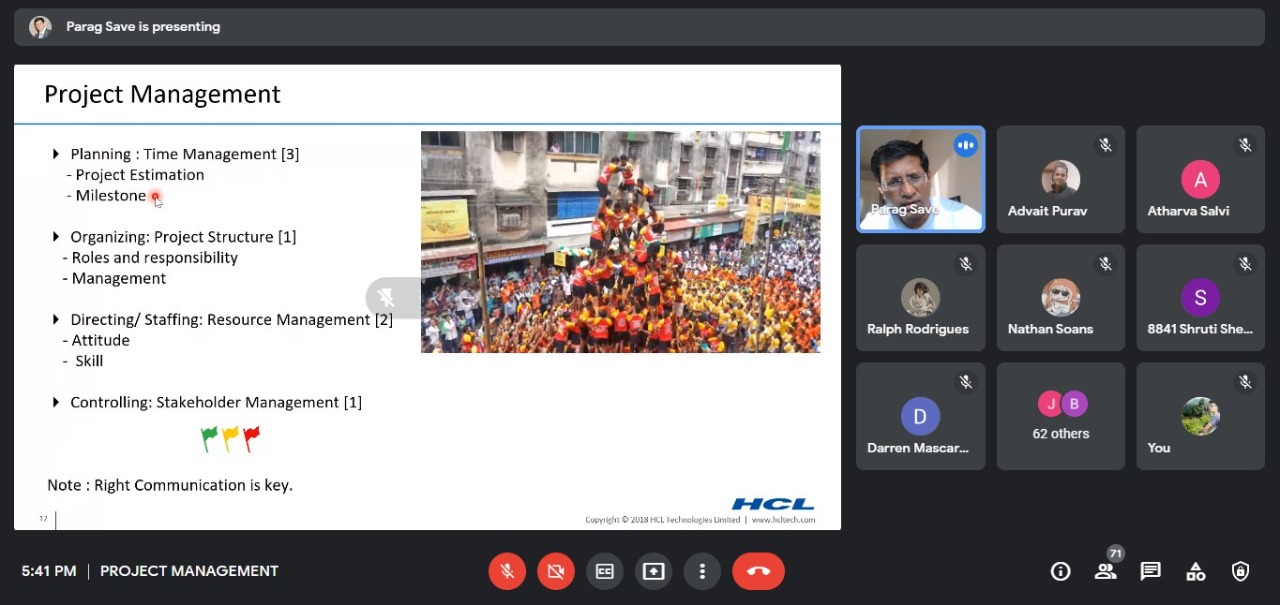 Parag Save is presenting
Project Management
Planning : Time Management [3]
- Project Estimation
- Milestone
Organizing: Project Structure [1]
- Roles and responsibility
- Management
Directing/ Staffing: Resource Management [2]
- Attitude
- Skill
Controlling: Stakeholder Management [1]
Note : Right Communication is key.
HCL
Copyright © 2018 HCL Technologies Limited | www.hcltech.com
Parag Save
Advait Purav
A
Atharva Salvi
Ralph Rodrigues
Nathan Soans
S
8841 Shruti She...
D
Darren Mascar...
J B
62 others
You
5:41 PM | PROJECT MANAGEMENT
CC
71